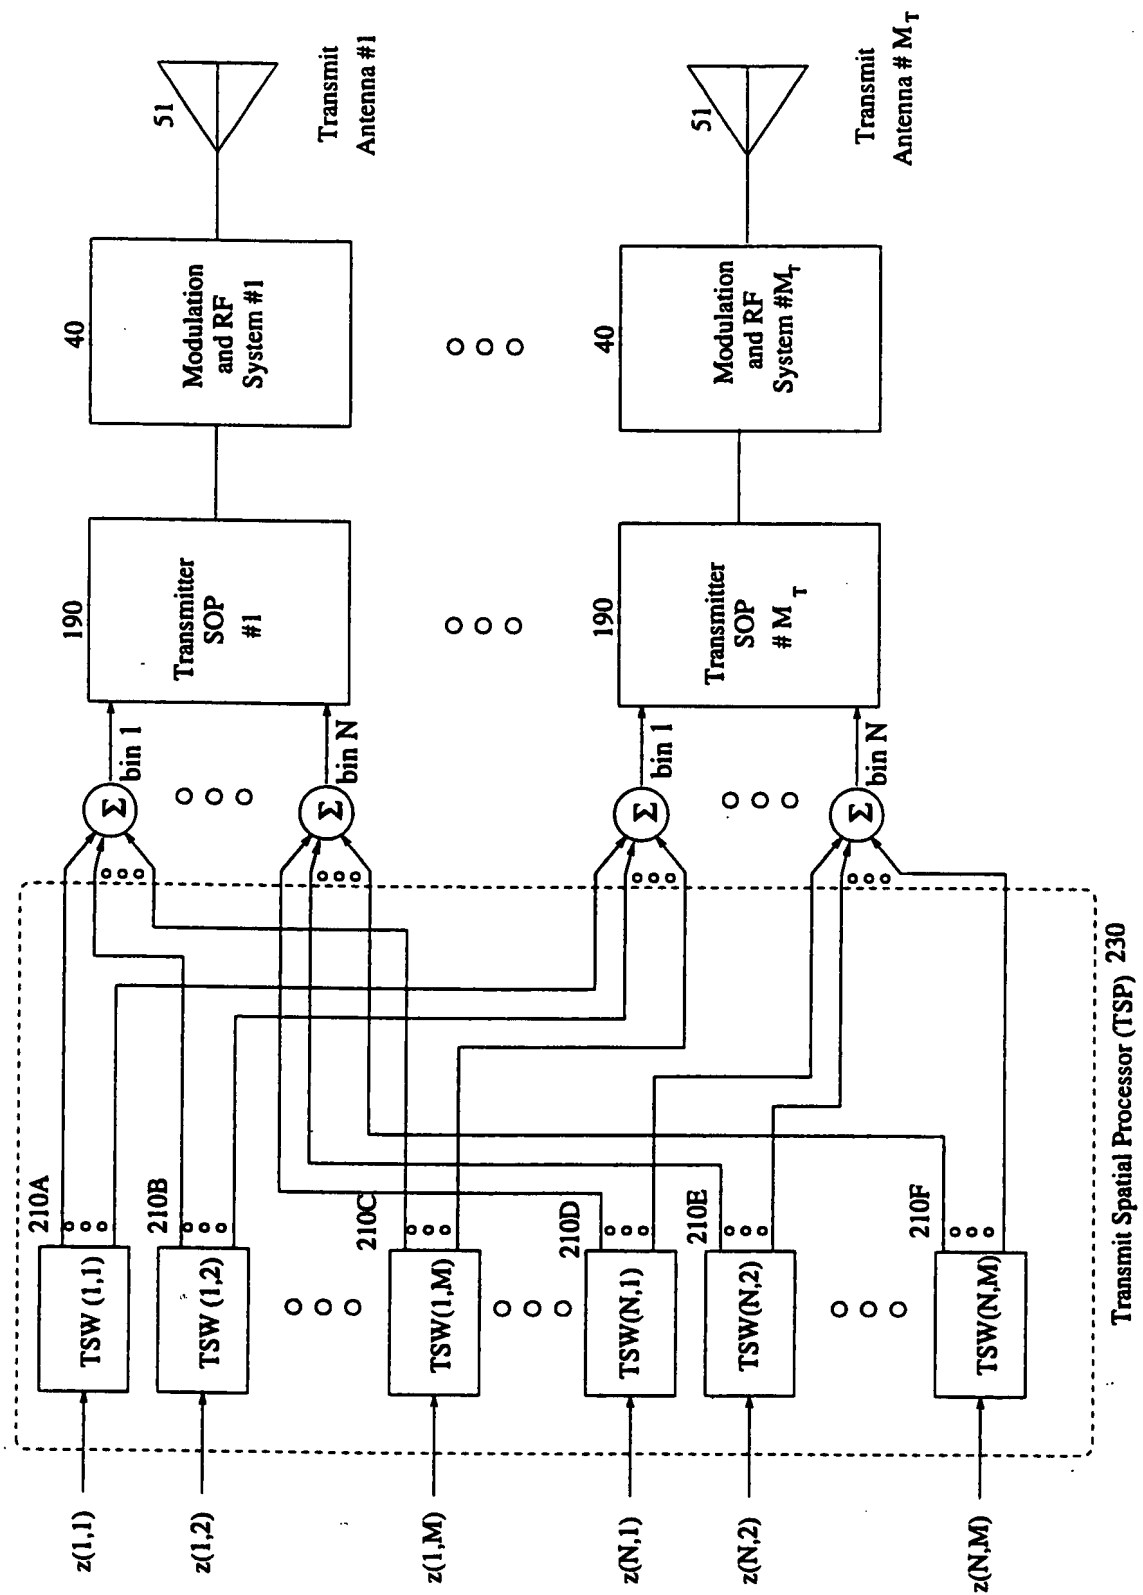 z(1,1)
z(1,2)
z(1,M)
z(N,1)
z(N,2)
z(N,M)
TSW (1,1)
TSW (1,2)
TSW(1,M)
TSW(N,1)
TSW(N,2)
TSW(N,M)
210A
210B
210C
210D
210E
210F
Transmit Spatial Processor (TSP) 230
Σ
bin 1
Σ
bin N
Σ
bin 1
Σ
bin N
190
Transmitter
SOP
#1
190
Transmitter
SOP
# M T
40
Modulation
and RF
System #1
40
Modulation
and RF
System #MT
51
Transmit
Antenna #1
51
Transmit
Antenna # MT